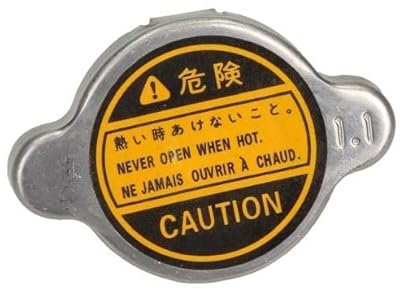 危険
熱い時あけないこと。
NEVER OPEN WHEN HOT.
NE JAMAIS OUVRIR À CHAUD.
CAUTION
1.1